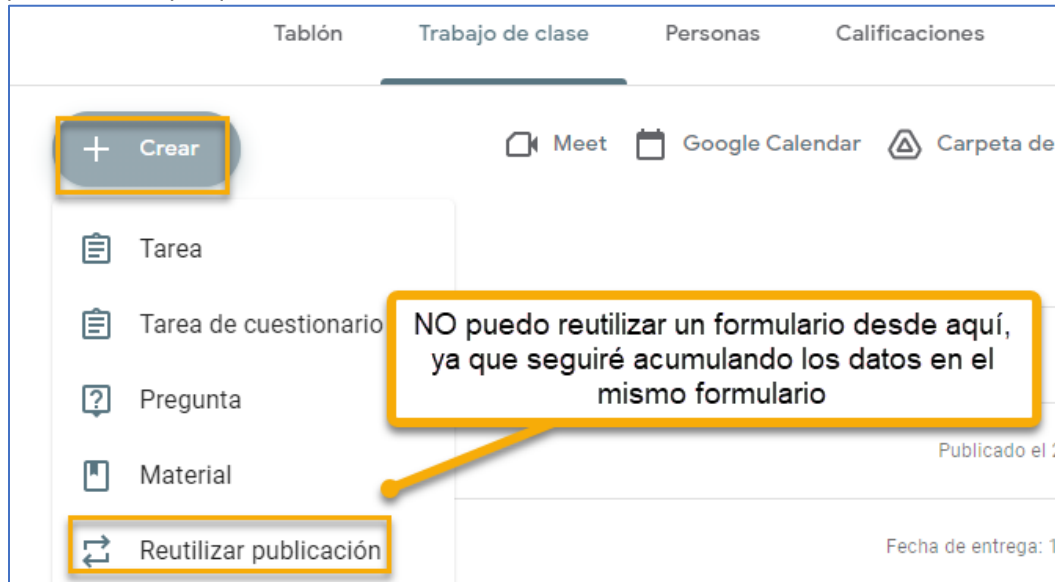 Tablón Trabajo de clase Personas Calificaciones
Crear Meet Google Calendar Carpeta de
Tarea
Tarea de cuestionario
NO puedo reutilizar un formulario desde aquí,
ya que seguiré acumulando los datos en el
mismo formulario
Pregunta
Publicado el 2
Material
Reutilizar publicación Fecha de entrega: 1